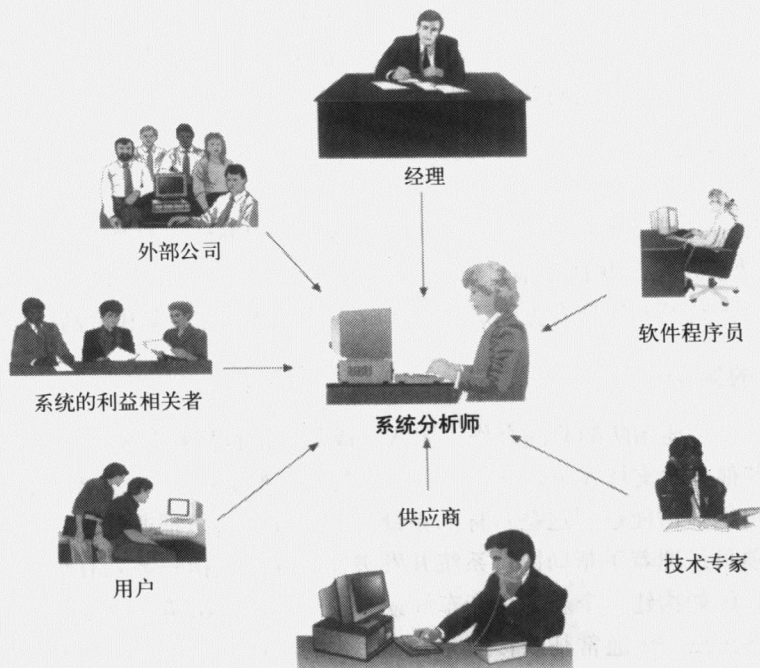 经理
外部公司
软件程序员
系统的利益相关者
系统分析师
供应商
用户
技术专家